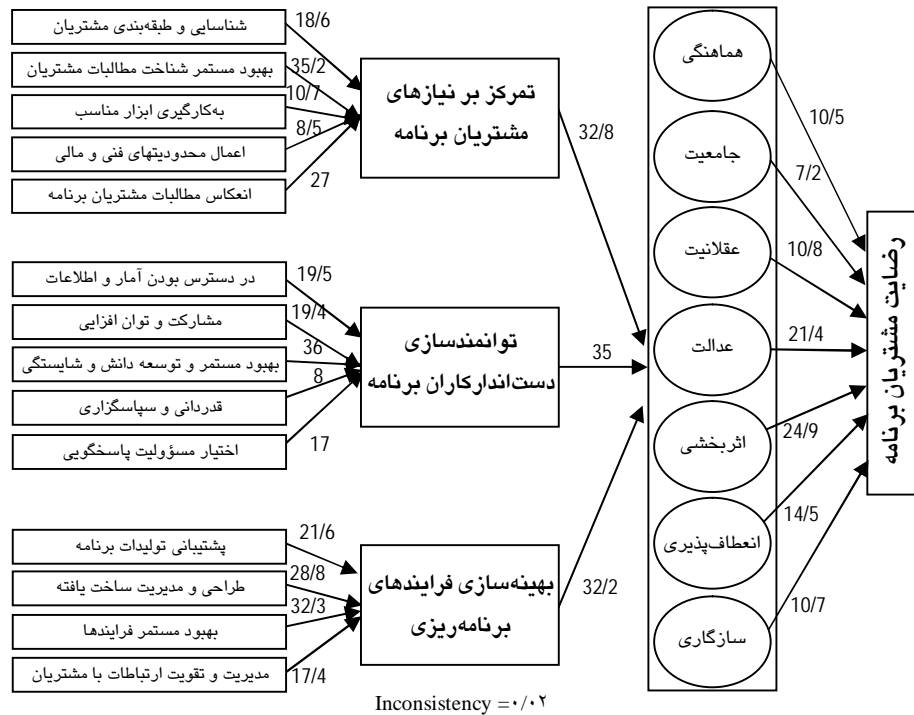 شناسایی و طبقه‌بندی مشتریان
18/6
بهبود مستمر شناخت مطالبات مشتریان
35/2
به‌کارگیری ابزار مناسب
10/7
اعمال محدودیتهای فنی و مالی
8/5
انعکاس مطالبات مشتریان برنامه
27
تمرکز بر نیازهای
مشتریان برنامه
32/8
در دسترس بودن آمار و اطلاعات
19/5
مشارکت و توان افزایی
19/4
بهبود مستمر و توسعه دانش و شایستگی
36
قدردانی و سپاسگزاری
8
اختیار مسؤولیت پاسخگویی
17
توانمندسازی
دست‌اندارکاران برنامه
35
پشتیبانی تولیدات برنامه
21/6
طراحی و مدیریت ساخت یافته
28/8
بهبود مستمر فرایندها
32/3
مدیریت و تقویت ارتباطات با مشتریان
17/4
بهینه‌سازی فرایندهای
برنامه‌ریزی
32/2
هماهنگی
10/5
جامعیت
7/2
عقلانیت
10/8
عدالت
21/4
اثربخشی
24/9
انعطاف‌پذیری
14/5
سازگاری
10/7
رضایت مشتریان برنامه
Inconsistency =۰/۰۲